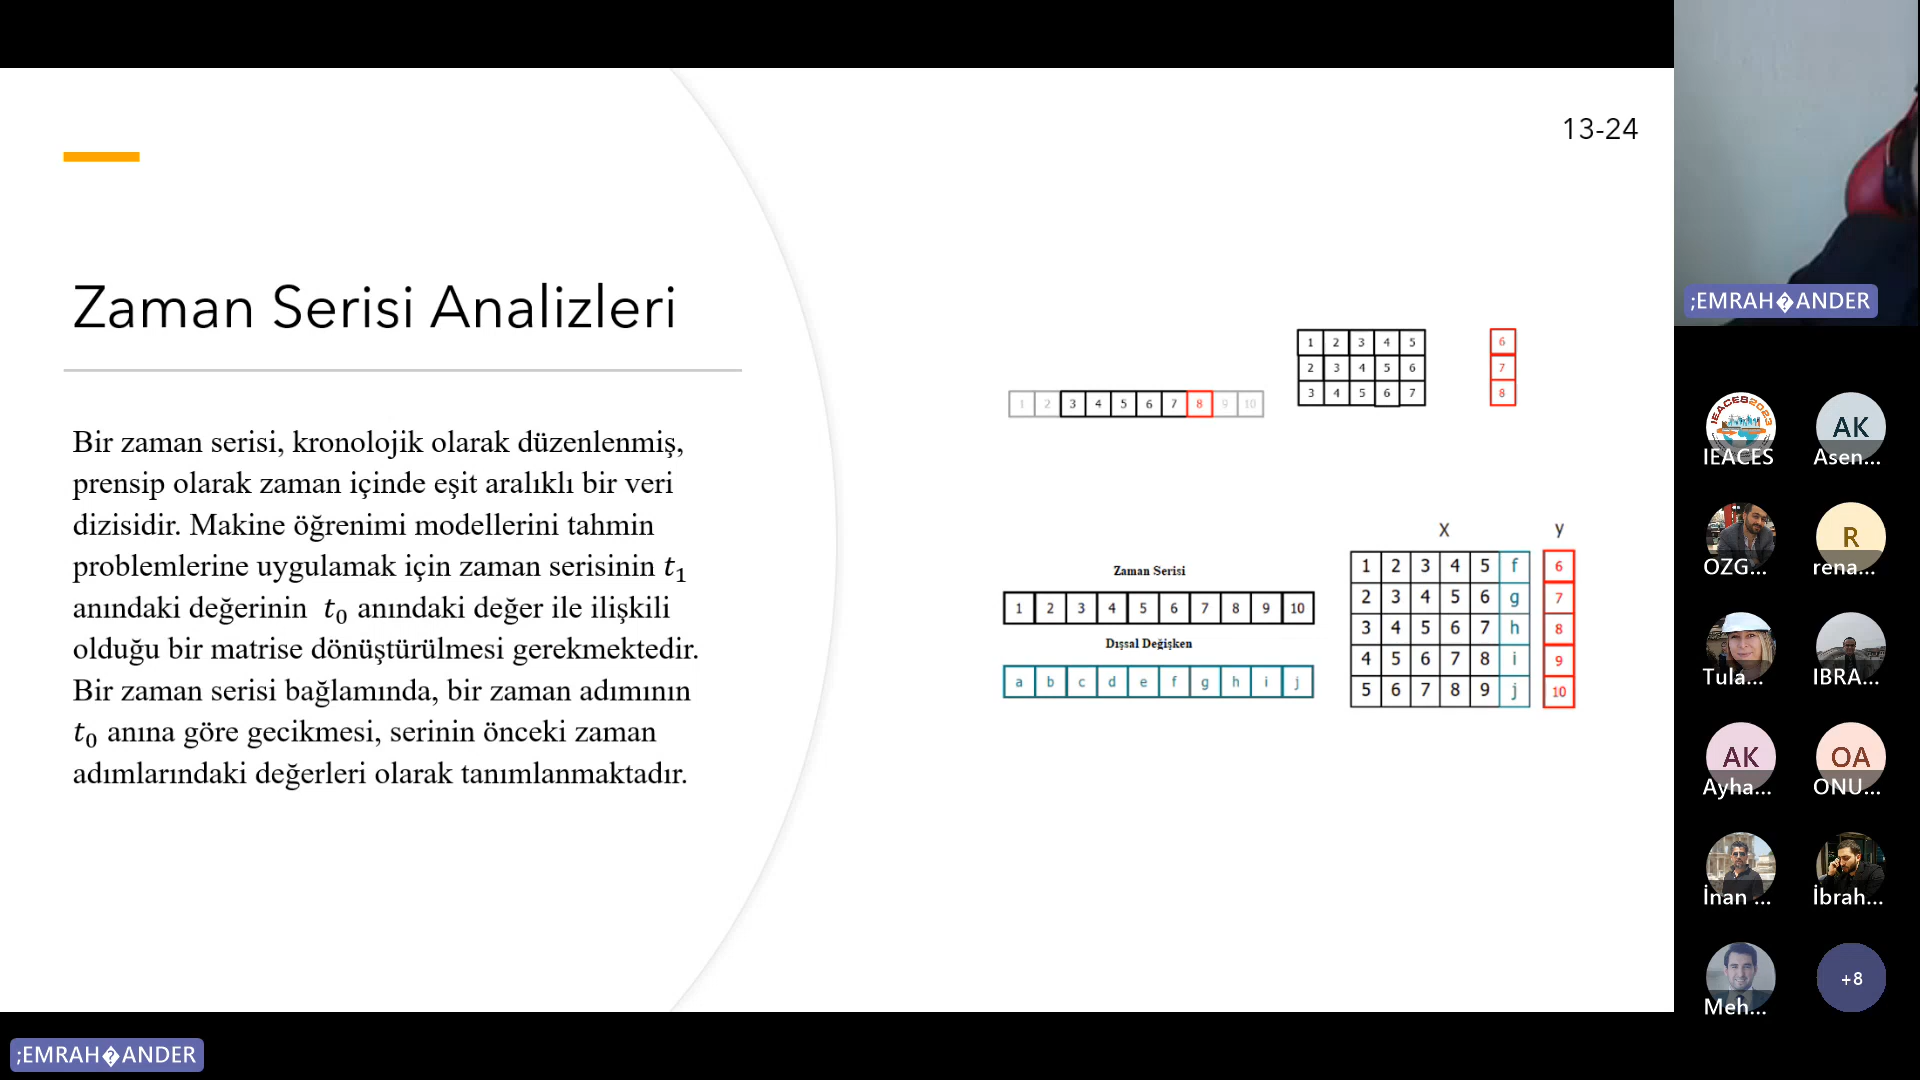 13-24
Zaman Serisi Analizleri
Bir zaman serisi, kronolojik olarak düzenlenmiş,
prensip olarak zaman içinde eşit aralıklı bir veri
dizisidir. Makine öğrenimi modellerini tahmin
problemlerine uygulamak için zaman serisinin t₁
anındaki değerinin t₀ anındaki değer ile ilişkili
olduğu bir matrise dönüştürülmesi gerekmektedir.
Bir zaman serisi bağlamında, bir zaman adımının
t₀ anına göre gecikmesi, serinin önceki zaman
adımlarındaki değerleri olarak tanımlanmaktadır.
1 2 3 4 5 6 7 8 9 10
1 2 3 4 5 6
2 3 4 5 6 7
3 4 5 6 7 8
Zaman Serisi
1 2 3 4 5 6 7 8 9 10
Dışsal Değişken
a b c d e f g h i j
X y
1 2 3 4 5 f 6
2 3 4 5 6 g 7
3 4 5 6 7 h 8
4 5 6 7 8 i 9
5 6 7 8 9 j 10
;EMRAH�ANDER
IEACES2023
IEACES
AK
Asen...
OZG...
R
rena...
Tula...
IBRA...
AK
Ayha...
OA
ONU...
İnan ...
İbrah...
Meh...
+8
;EMRAH�ANDER